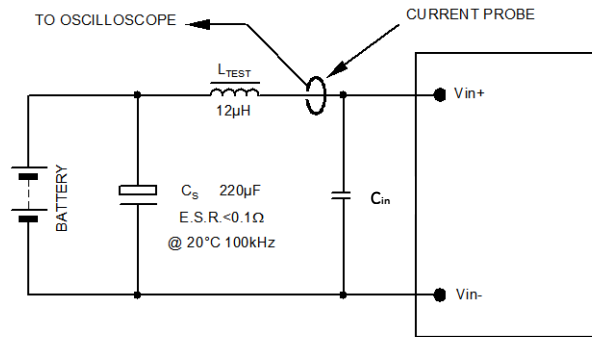 TO OSCILLOSCOPE
CURRENT PROBE
LTEST
12µH
Vin+
BATTERY
Cs 220µF
E.S.R.<0.1Ω
@ 20°C 100kHz
Cin
Vin-